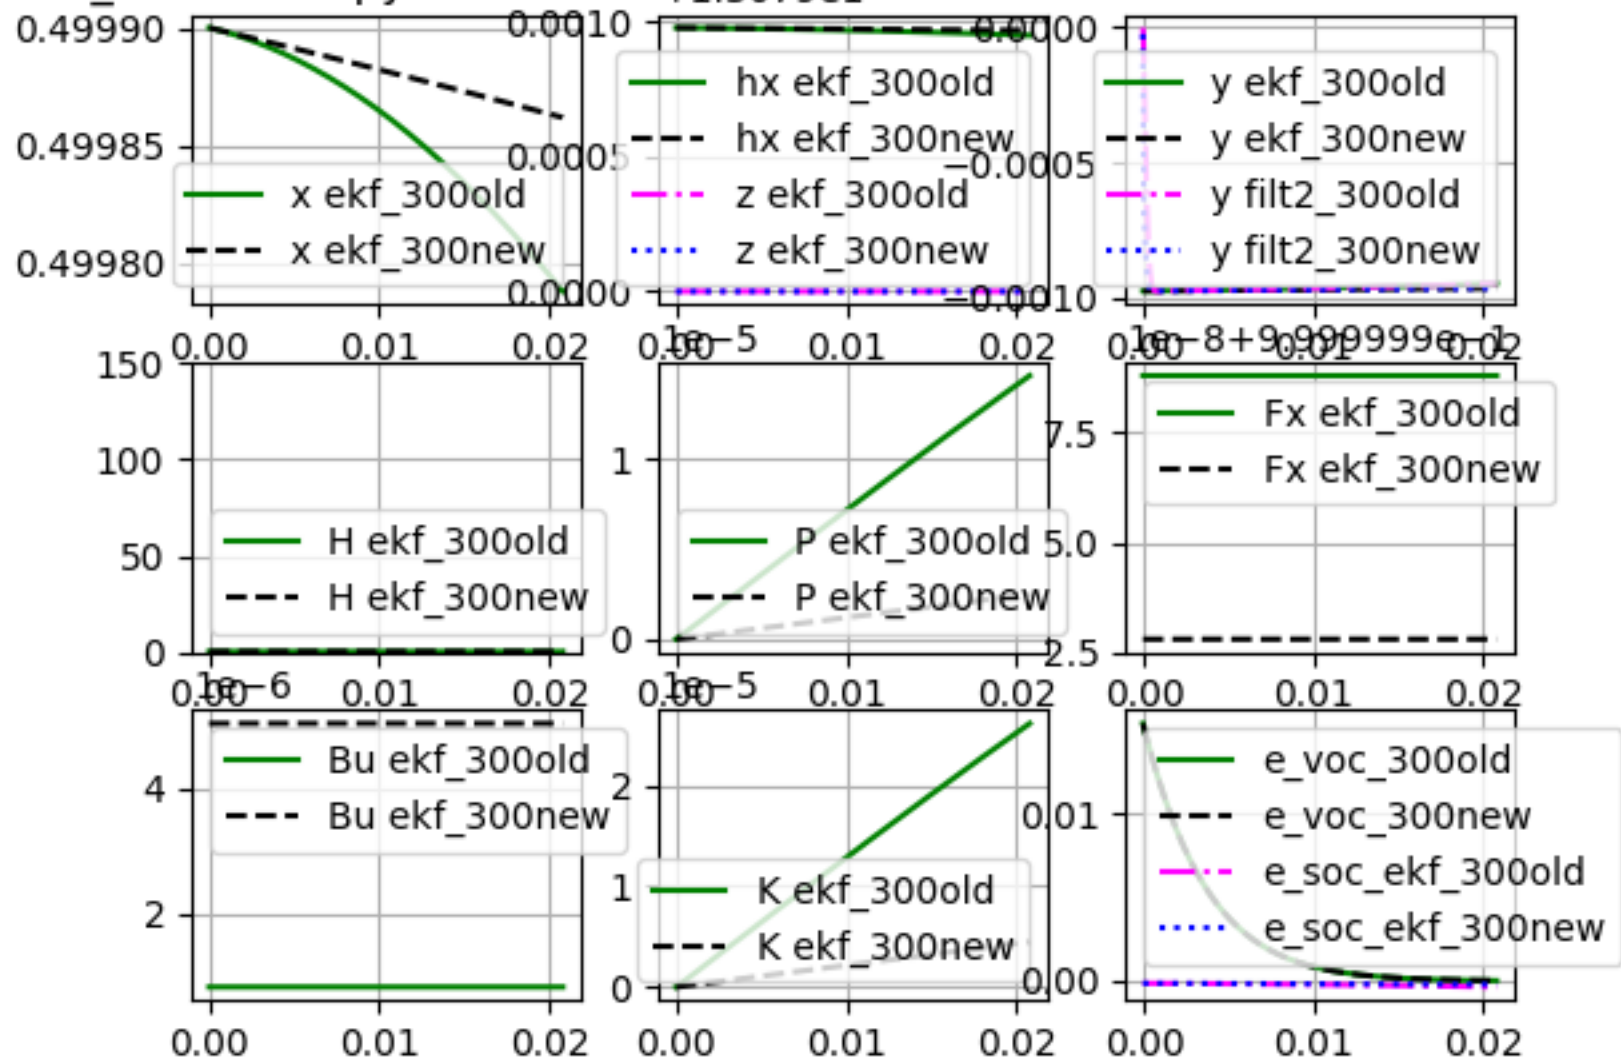 0.49990
0.49985
0.49980
x ekf_300old
x ekf_300new
0.00 0.01 0.02
0.0010
0.0005
0.0000
hx ekf_300old
hx ekf_300new
z ekf_300old
z ekf_300new
0.00 0.01 0.02
0.0000
−0.0005
−0.0010
y ekf_300old
y ekf_300new
y filt2_300old
y filt2_300new
0.00 0.01 0.02
150
100
50
0
H ekf_300old
H ekf_300new
0.00 0.01 0.02
1e−5
1
0
P ekf_300old
P ekf_300new
0.00 0.01 0.02
1e−8+9.999999e−1
7.5
5.0
2.5
Fx ekf_300old
Fx ekf_300new
0.00 0.01 0.02
1e−6
4
2
Bu ekf_300old
Bu ekf_300new
0.00 0.01 0.02
1e−5
2
1
0
K ekf_300old
K ekf_300new
0.00 0.01 0.02
0.01
0.00
e_voc_300old
e_voc_300new
e_soc_ekf_300old
e_soc_ekf_300new
0.00 0.01 0.02